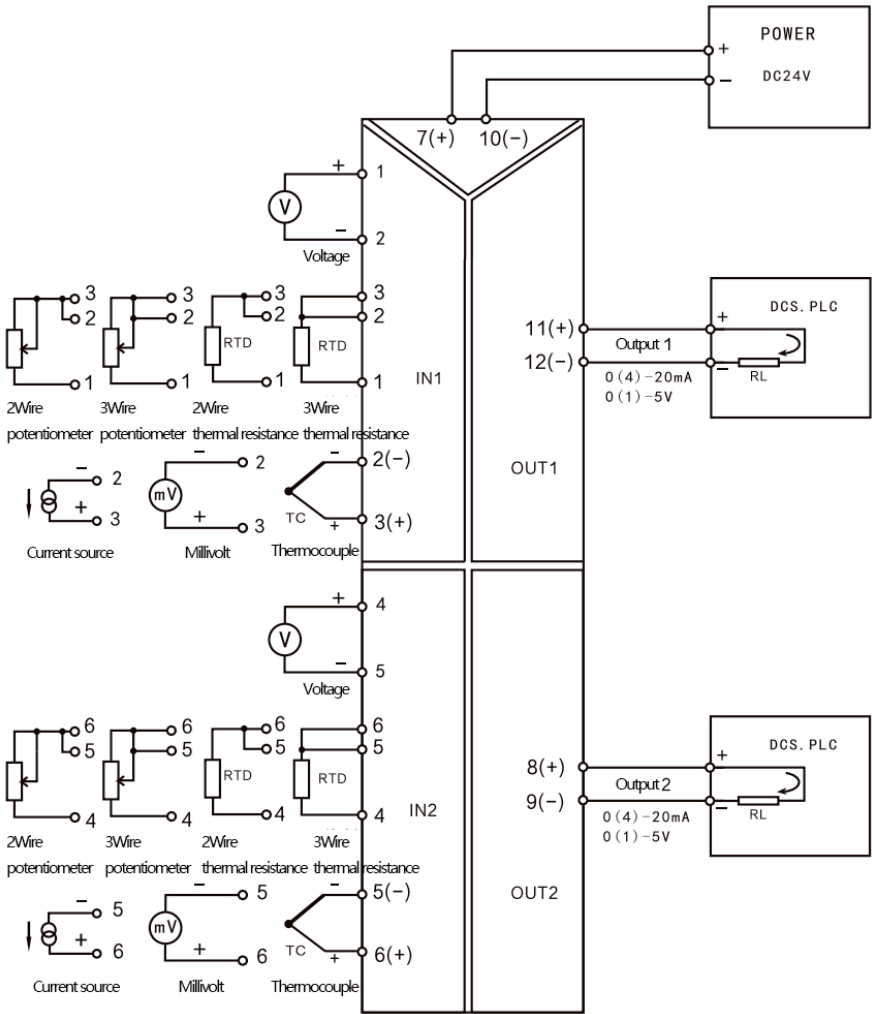 POWER
+
− DC24V
7(+) 10(−)
+ 1
V
− 2
Voltage
3 3 3 3
2 2 2 2
RTD RTD
1 1 1 1
2Wire 3Wire 2Wire 3Wire
potentiometer potentiometer thermal resistance thermal resistance
IN1
− 2
+ 3
Current source
− 2
mV
+ 3
Millivolt
− 2(−)
TC
+ 3(+)
Thermocouple
OUT1
11(+)
12(−)
Output 1
0(4)-20mA
0(1)-5V
DCS.PLC
+
−
RL
+ 4
V
− 5
Voltage
6 6 6 6
5 5 5 5
RTD RTD
4 4 4 4
2Wire 3Wire 2Wire 3Wire
potentiometer potentiometer thermal resistance thermal resistance
IN2
− 5
+ 6
Current source
− 5
mV
+ 6
Millivolt
− 5(−)
TC
+ 6(+)
Thermocouple
OUT2
8(+)
9(−)
Output 2
0(4)-20mA
0(1)-5V
DCS.PLC
+
−
RL